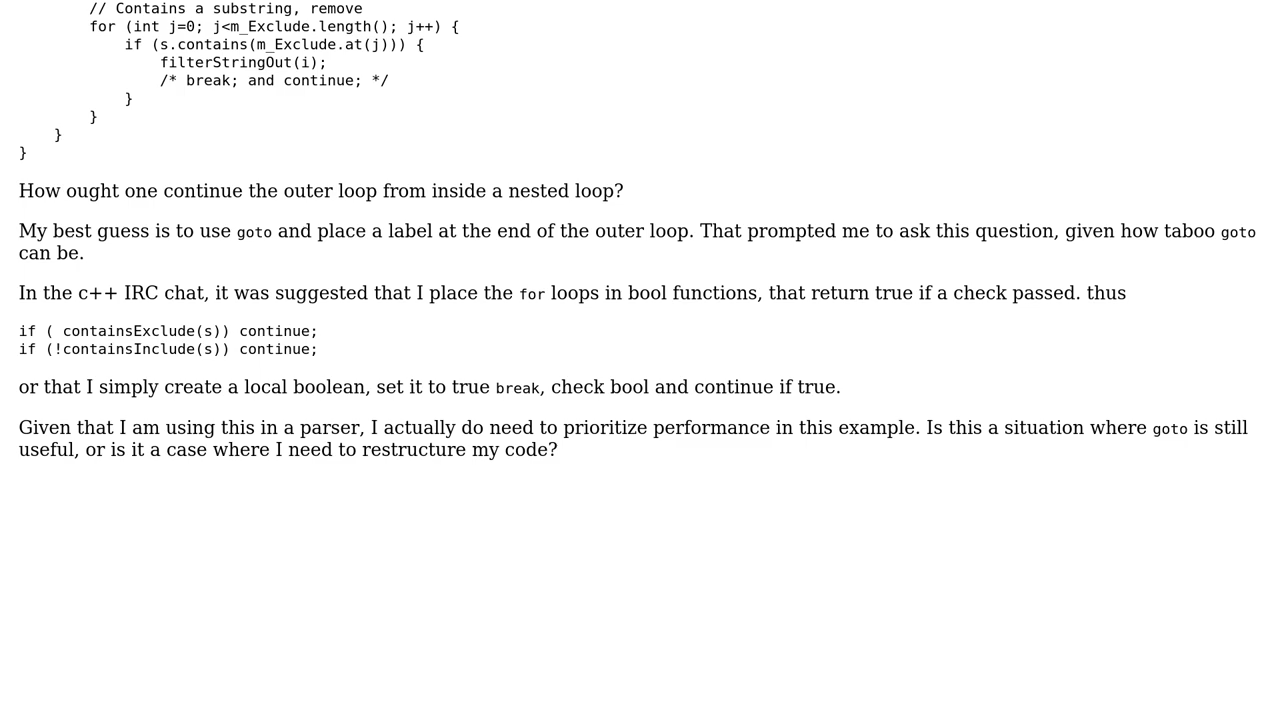 // Contains a substring, remove
        for (int j=0; j<m_Exclude.length(); j++) {
            if (s.contains(m_Exclude.at(j))) {
                filterStringOut(i);
                /* break; and continue; */
            }
        }
    }
}
How ought one continue the outer loop from inside a nested loop?
My best guess is to use goto and place a label at the end of the outer loop. That prompted me to ask this question, given how taboo goto
can be.
In the c++ IRC chat, it was suggested that I place the for loops in bool functions, that return true if a check passed. thus
if ( containsExclude(s)) continue;
if (!containsInclude(s)) continue;
or that I simply create a local boolean, set it to true break, check bool and continue if true.
Given that I am using this in a parser, I actually do need to prioritize performance in this example. Is this a situation where goto is still
useful, or is it a case where I need to restructure my code?